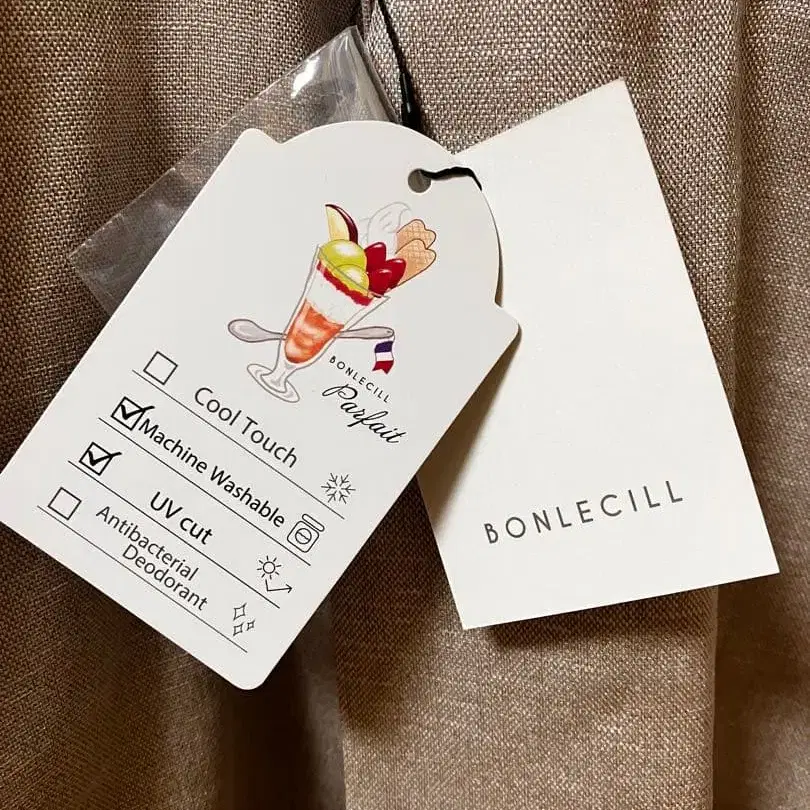 BONLECILL
Parfait
Cool Touch
Machine Washable
UV cut
Antibacterial
Deodorant
BONLECILL